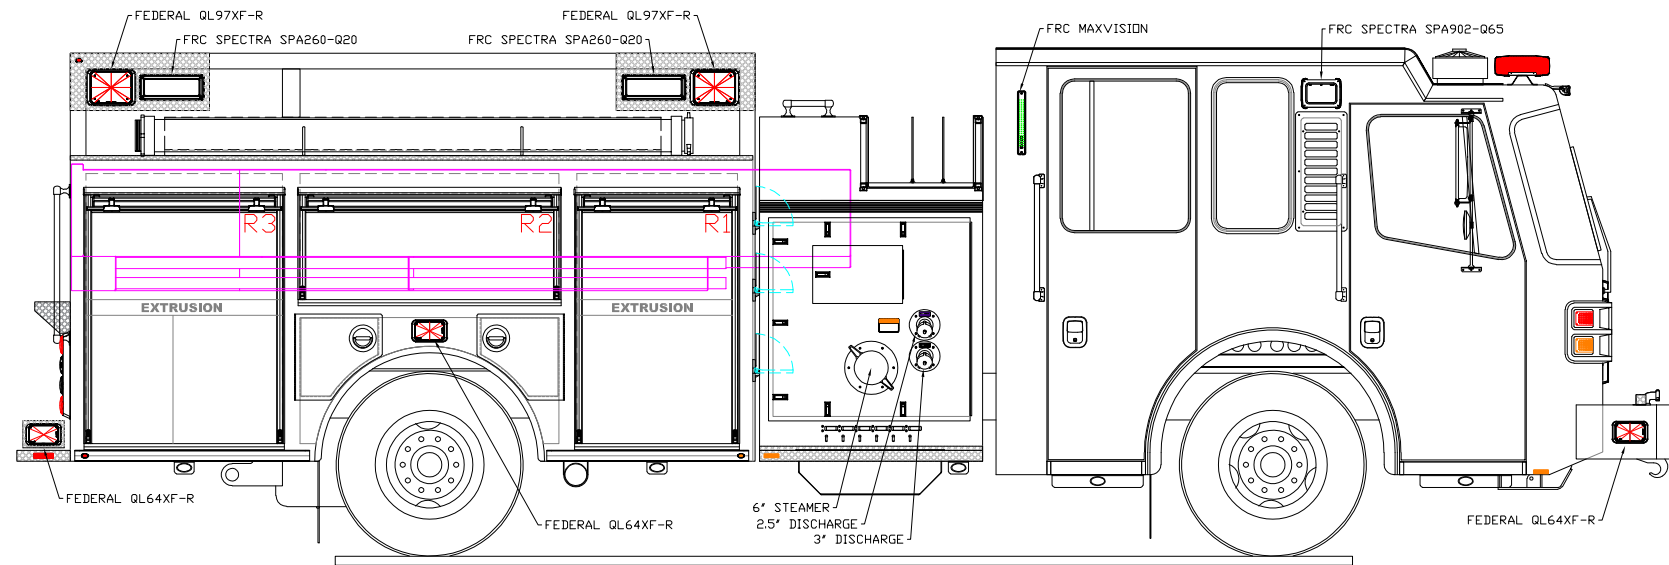 FEDERAL QL97XF-R
FEDERAL QL97XF-R
FRC SPECTRA SPA260-Q20
FRC SPECTRA SPA260-Q20
FRC MAXVISION
FRC SPECTRA SPA902-Q65
R3
R2
R1
EXTRUSION
EXTRUSION
FEDERAL QL64XF-R
FEDERAL QL64XF-R
6" STEAMER
2.5" DISCHARGE
3" DISCHARGE
FEDERAL QL64XF-R